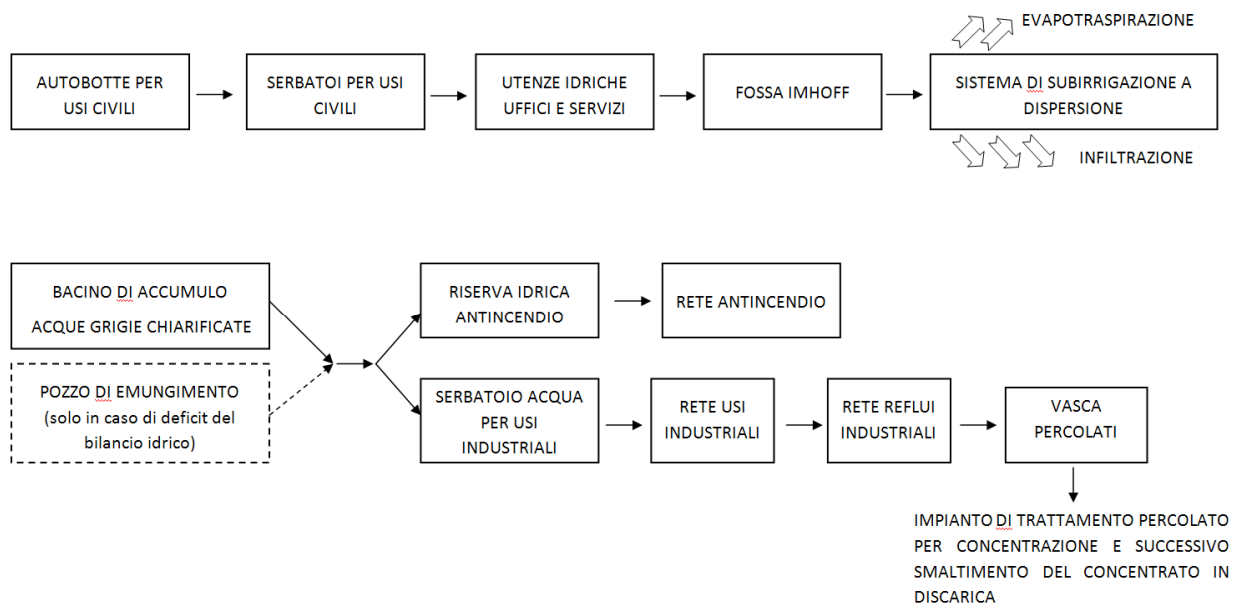 EVAPOTRASPIRAZIONE
AUTOBOTTE PER
USI CIVILI
SERBATOI PER USI
CIVILI
UTENZE IDRICHE
UFFICI E SERVIZI
FOSSA IMHOFF
SISTEMA DI SUBIRRIGAZIONE A
DISPERSIONE
INFILTRAZIONE
BACINO DI ACCUMULO
ACQUE GRIGIE CHIARIFICATE
POZZO DI EMUNGIMENTO
(solo in caso di deficit del
bilancio idrico)
RISERVA IDRICA
ANTINCENDIO
RETE ANTINCENDIO
SERBATOIO ACQUA
PER USI
INDUSTRIALI
RETE USI
INDUSTRIALI
RETE REFLUI
INDUSTRIALI
VASCA
PERCOLATI
IMPIANTO DI TRATTAMENTO PERCOLATO
PER CONCENTRAZIONE E SUCCESSIVO
SMALTIMENTO DEL CONCENTRATO IN
DISCARICA